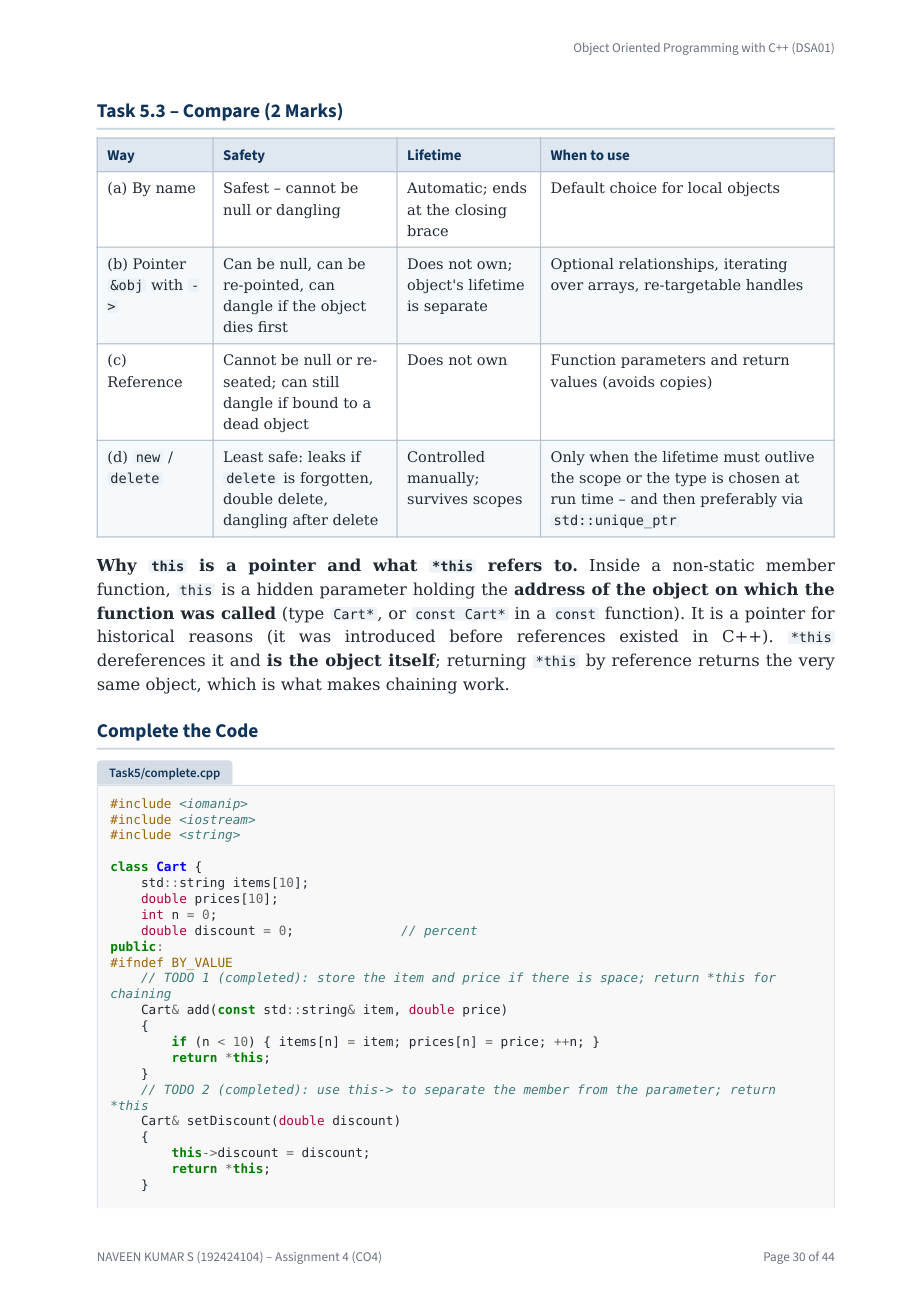 Object Oriented Programming with C++ (DSA01)
Task 5.3 – Compare (2 Marks)
Way Safety Lifetime When to use
(a) By name
Safest – cannot be
null or dangling
Automatic; ends
at the closing
brace
Default choice for local objects
(b) Pointer
&obj with -
>
Can be null, can be
re-pointed, can
dangle if the object
dies first
Does not own;
object's lifetime
is separate
Optional relationships, iterating
over arrays, re-targetable handles
(c)
Reference
Cannot be null or re-
seated; can still
dangle if bound to a
dead object
Does not own
Function parameters and return
values (avoids copies)
(d) new /
delete
Least safe: leaks if
delete is forgotten,
double delete,
dangling after delete
Controlled
manually;
survives scopes
Only when the lifetime must outlive
the scope or the type is chosen at
run time – and then preferably via
std::unique_ptr
Why this is a pointer and what *this refers to. Inside a non-static member
function, this is a hidden parameter holding the address of the object on which the
function was called (type Cart*, or const Cart* in a const function). It is a pointer for
historical reasons (it was introduced before references existed in C++). *this
dereferences it and is the object itself; returning *this by reference returns the very
same object, which is what makes chaining work.
Complete the Code
Task5/complete.cpp
#include <iomanip>
#include <iostream>
#include <string>
class Cart {
    std::string items[10];
    double prices[10];
    int n = 0;
    double discount = 0;              // percent
public:
#ifndef BY_VALUE
    // TODO 1 (completed): store the item and price if there is space; return *this for
chaining
    Cart& add(const std::string& item, double price)
    {
        if (n < 10) { items[n] = item; prices[n] = price; ++n; }
        return *this;
    }
    // TODO 2 (completed): use this-> to separate the member from the parameter; return
*this
    Cart& setDiscount(double discount)
    {
        this->discount = discount;
        return *this;
    }
NAVEEN KUMAR S (192424104) – Assignment 4 (CO4) Page 30 of 44